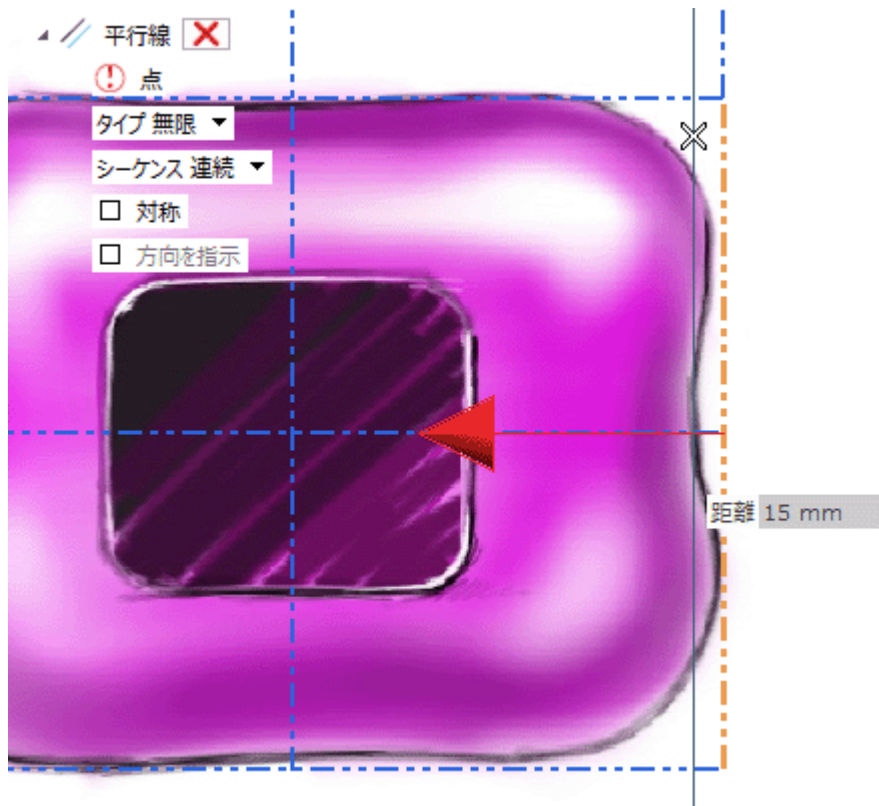 平行線
点
タイプ 無限
シーケンス 連続
対称
方向を指示
距離 15 mm